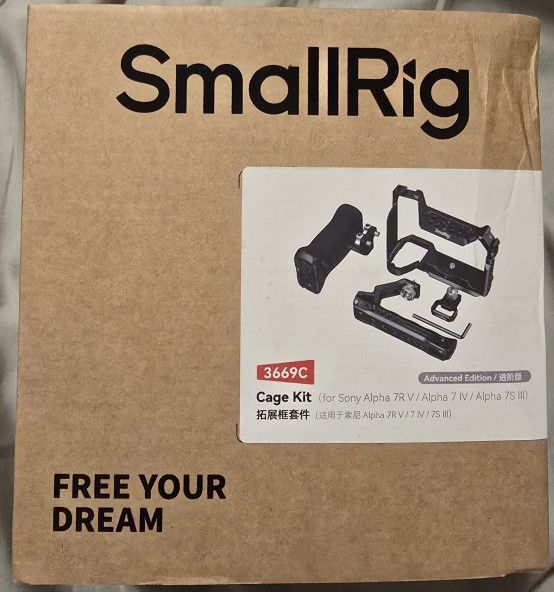 SmallRig
SmallRig
3669C
Advanced Edition / 进阶版
Cage Kit (for Sony Alpha 7R V / Alpha 7 IV / Alpha 7S III)
拓展框套件 (适用于索尼 Alpha 7R V / 7 IV / 7S III)
FREE YOUR
DREAM